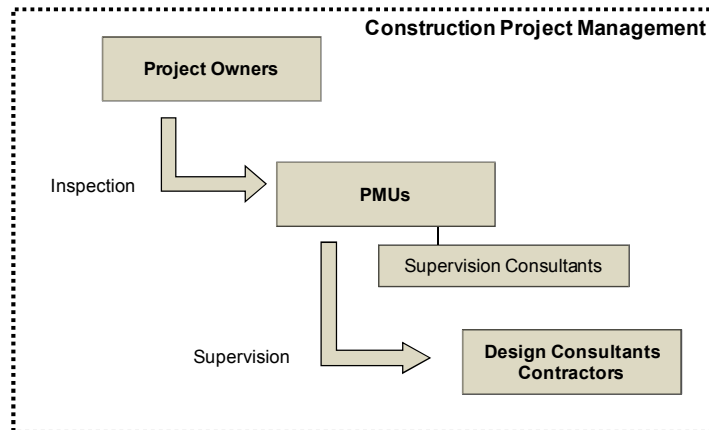 Construction Project Management
Project Owners
Inspection
PMUs
Supervision Consultants
Supervision
Design Consultants
Contractors